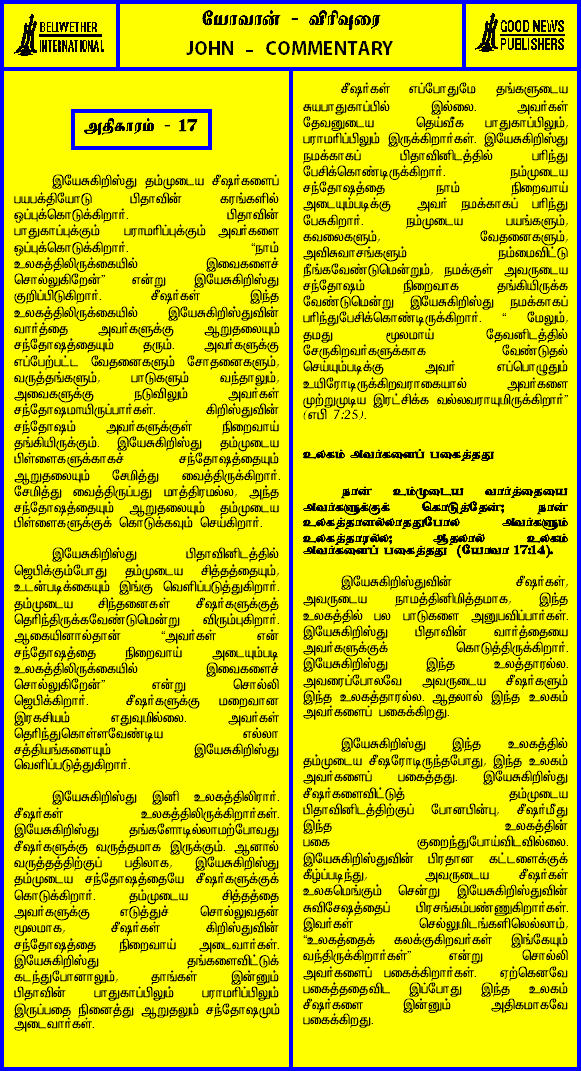 BELLWETHER
INTERNATIONAL
யோவான் - விரிவுரை
JOHN - COMMENTARY
GOOD NEWS
PUBLISHERS
அதிகாரம் - 17
இயேசுகிறிஸ்து தம்முடைய சீஷர்களைப்
பயபக்தியோடு பிதாவின் கரங்களில்
ஒப்புக்கொடுக்கிறார். பிதாவின்
பாதுகாப்புக்கும் பராமரிப்புக்கும் அவர்களை
ஒப்புக்கொடுக்கிறார். “நாம்
உலகத்திலிருக்கையில் இவைகளைச்
சொல்லுகிறேன்” என்று இயேசுகிறிஸ்து
குறிப்பிடுகிறார். சீஷர்கள் இந்த
உலகத்திலிருக்கையில் இயேசுகிறிஸ்துவின்
வார்த்தை அவர்களுக்கு ஆறுதலையும்
சந்தோஷத்தையும் தரும். அவர்களுக்கு
எப்பேற்பட்ட வேதனைகளும் சோதனைகளும்,
வருத்தங்களும், பாடுகளும் வந்தாலும்,
அவைகளுக்கு நடுவிலும் அவர்கள்
சந்தோஷமாயிருப்பார்கள். கிறிஸ்துவின்
சந்தோஷம் அவர்களுக்குள் நிறைவாய்
தங்கியிருக்கும். இயேசுகிறிஸ்து தம்முடைய
பிள்ளைகளுக்காகச் சந்தோஷத்தையும்
ஆறுதலையும் சேமித்து வைத்திருக்கிறார்.
சேமித்து வைத்திருப்பது மாத்திரமல்ல, அந்த
சந்தோஷத்தையும் ஆறுதலையும் தம்முடைய
பிள்ளைகளுக்குக் கொடுக்கவும் செய்கிறார்.
இயேசுகிறிஸ்து பிதாவினிடத்தில்
ஜெபிக்கும்போது தம்முடைய சித்தத்தையும்,
உடன்படிக்கையும் இங்கு வெளிப்படுத்துகிறார்.
தம்முடைய சிந்தனைகள் சீஷர்களுக்குத்
தெரிந்திருக்கவேண்டுமென்று விரும்புகிறார்.
ஆகையினால்தான் “அவர்கள் என்
சந்தோஷத்தை நிறைவாய் அடையும்படி
உலகத்திலிருக்கையில் இவைகளைச்
சொல்லுகிறேன்” என்று சொல்லி
ஜெபிக்கிறார். சீஷர்களுக்கு மறைவான
இரகசியம் எதுவுமில்லை. அவர்கள்
தெரிந்துகொள்ளவேண்டிய எல்லா
சத்தியங்களையும் இயேசுகிறிஸ்து
வெளிப்படுத்துகிறார்.
இயேசுகிறிஸ்து இனி உலகத்திலிரார்.
சீஷர்கள் உலகத்திலிருக்கிறார்கள்.
இயேசுகிறிஸ்து தங்களோடில்லாமற்போவது
சீஷர்களுக்கு வருத்தமாக இருக்கும். ஆனால்
வருத்தத்திற்குப் பதிலாக, இயேசுகிறிஸ்து
தம்முடைய சந்தோஷத்தையே சீஷர்களுக்குக்
கொடுக்கிறார். தம்முடைய சித்தத்தை
அவர்களுக்கு எடுத்துச் சொல்லுவதன்
மூலமாக, சீஷர்கள் கிறிஸ்துவின்
சந்தோஷத்தை நிறைவாய் அடைவார்கள்.
இயேசுகிறிஸ்து தங்களைவிட்டுக்
கடந்துபோனாலும், தாங்கள் இன்னும்
பிதாவின் பாதுகாப்பிலும் பராமரிப்பிலும்
இருப்பதை நினைத்து ஆறுதலும் சந்தோஷமும்
அடைவார்கள்.
சீஷர்கள் எப்போதுமே தங்களுடைய
சுயபாதுகாப்பில் இல்லை. அவர்கள்
தேவனுடைய தெய்வீக பாதுகாப்பிலும்,
பராமரிப்பிலும் இருக்கிறார்கள். இயேசுகிறிஸ்து
நமக்காகப் பிதாவினிடத்தில் பரிந்து
பேசிக்கொண்டிருக்கிறார். நம்முடைய
சந்தோஷத்தை நாம் நிறைவாய்
அடையும்படிக்கு அவர் நமக்காகப் பரிந்து
பேசுகிறார். நம்முடைய பயங்களும்,
கவலைகளும், வேதனைகளும்,
அவிசுவாசங்களும் நம்மைவிட்டு
நீங்கவேண்டுமென்றும், நமக்குள் அவருடைய
சந்தோஷம் நிறைவாக தங்கியிருக்க
வேண்டுமென்று இயேசுகிறிஸ்து நமக்காகப்
பரிந்துபேசிக்கொண்டிருக்கிறார். “ மேலும்,
தமது மூலமாய் தேவனிடத்தில்
சேருகிறவர்களுக்காக வேண்டுதல்
செய்யும்படிக்கு அவர் எப்பொழுதும்
உயிரோடிருக்கிறவராகையால் அவர்களை
முற்றுமுடிய இரட்சிக்க வல்லவராயுமிருக்கிறார்”
(எபி 7:25).
உலகம் அவர்களைப் பகைத்தது
நான் உம்முடைய வார்த்தையை
அவர்களுக்குக் கொடுத்தேன்; நான்
உலகத்தானல்லாததுபோல அவர்களும்
உலகத்தாரல்ல; ஆதலால் உலகம்
அவர்களைப் பகைத்தது (யோவா 17:14).
இயேசுகிறிஸ்துவின் சீஷர்கள்,
அவருடைய நாமத்தினிமித்தமாக, இந்த
உலகத்தில் பல பாடுகளை அனுபவிப்பார்கள்.
இயேசுகிறிஸ்து பிதாவின் வார்த்தையை
அவர்களுக்குக் கொடுத்திருக்கிறார்.
இயேசுகிறிஸ்து இந்த உலத்தாரல்ல.
அவரைப்போலவே அவருடைய சீஷர்களும்
இந்த உலகத்தாரல்ல. ஆதலால் இந்த உலகம்
அவர்களைப் பகைக்கிறது.
இயேசுகிறிஸ்து இந்த உலகத்தில்
தம்முடைய சீஷரோடிருந்தபோது, இந்த உலகம்
அவர்களைப் பகைத்தது. இயேசுகிறிஸ்து
சீஷர்களைவிட்டுத் தம்முடைய
பிதாவினிடத்திற்குப் போனபின்பு, சீஷர்மீது
இந்த உலகத்தின்
பகை குறைந்துபோய்விடவில்லை.
இயேசுகிறிஸ்துவின் பிரதான கட்டளைக்குக்
கீழ்ப்படிந்து, அவருடைய சீஷர்கள்
உலகமெங்கும் சென்று இயேசுகிறிஸ்துவின்
சுவிசேஷத்தைப் பிரசங்கம்பண்ணுகிறார்கள்.
இவர்கள் செல்லுமிடங்களிலெல்லாம்,
“உலகத்தைக் கலக்குகிறவர்கள் இங்கேயும்
வந்திருக்கிறார்கள்” என்று சொல்லி
அவர்களைப் பகைக்கிறார்கள். ஏற்கெனவே
பகைத்ததைவிட இப்போது இந்த உலகம்
சீஷர்களை இன்னும் அதிகமாகவே
பகைக்கிறது.